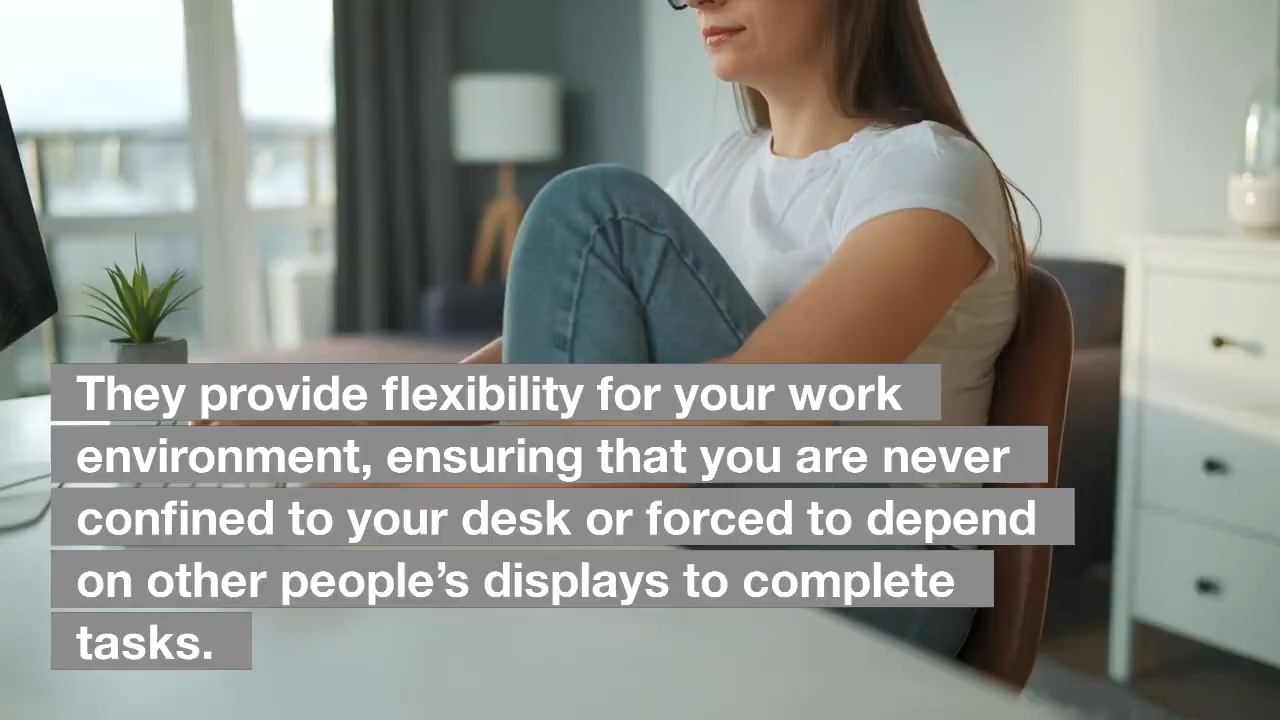 They provide flexibility for your work
environment, ensuring that you are never
confined to your desk or forced to depend
on other people’s displays to complete
tasks.